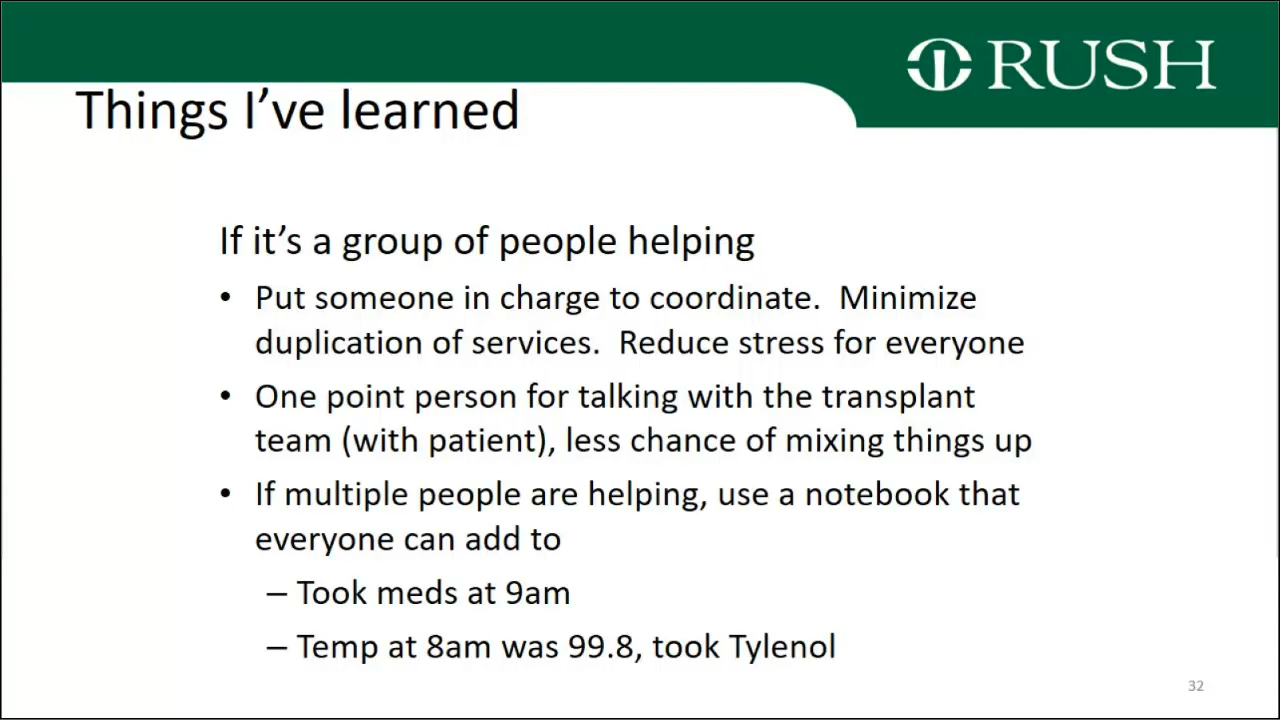 RUSH
Things I've learned
If it's a group of people helping
• Put someone in charge to coordinate.  Minimize
duplication of services.  Reduce stress for everyone
• One point person for talking with the transplant
team (with patient), less chance of mixing things up
• If multiple people are helping, use a notebook that
everyone can add to
– Took meds at 9am
– Temp at 8am was 99.8, took Tylenol
32